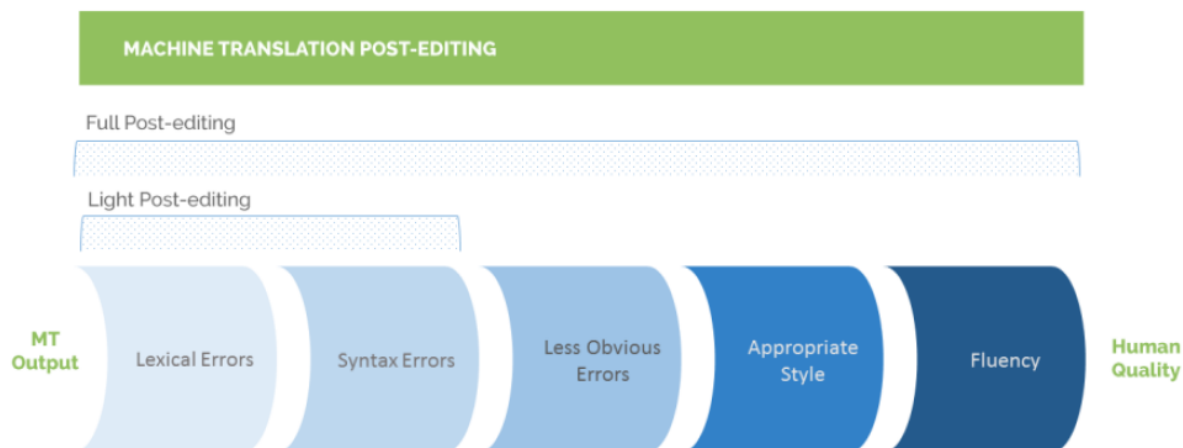 MACHINE TRANSLATION POST-EDITING
Full Post-editing
Light Post-editing
MT
Output
Lexical Errors
Syntax Errors
Less Obvious
Errors
Appropriate
Style
Fluency
Human
Quality